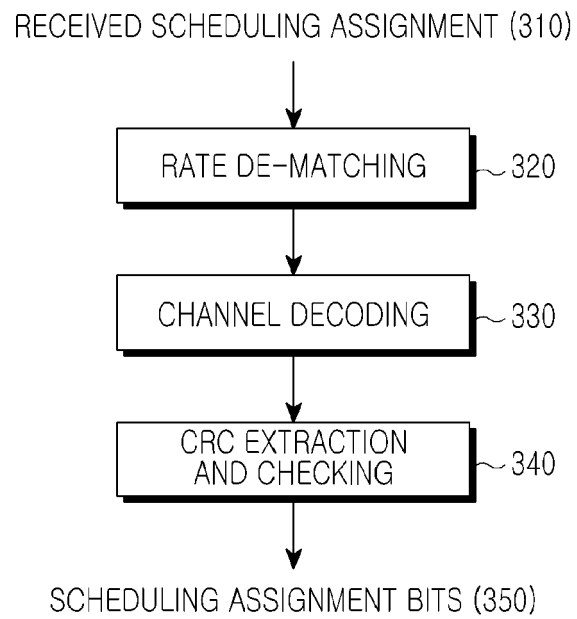 RECEIVED SCHEDULING ASSIGNMENT (310)
RATE DE-MATCHING
320
CHANNEL DECODING
330
CRC EXTRACTION
AND CHECKING
340
SCHEDULING ASSIGNMENT BITS (350)